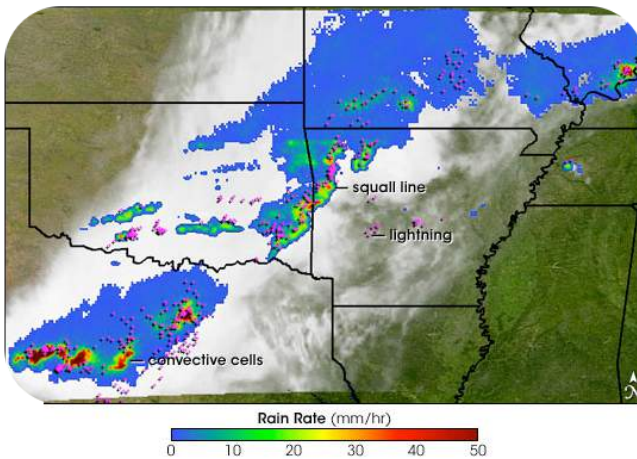 squall line
lightning
convective cells
N
Rain Rate (mm/hr)
0 10 20 30 40 50